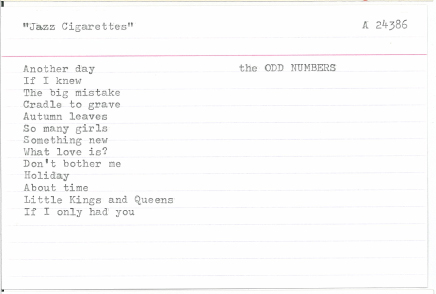 "Jazz Cigarettes" A 24386
Another day the ODD NUMBERS
If I knew
The big mistake
Cradle to grave
Autumn leaves
So many girls
Something new
What love is?
Don't bother me
Holiday
About time
Little Kings and Queens
If I only had you